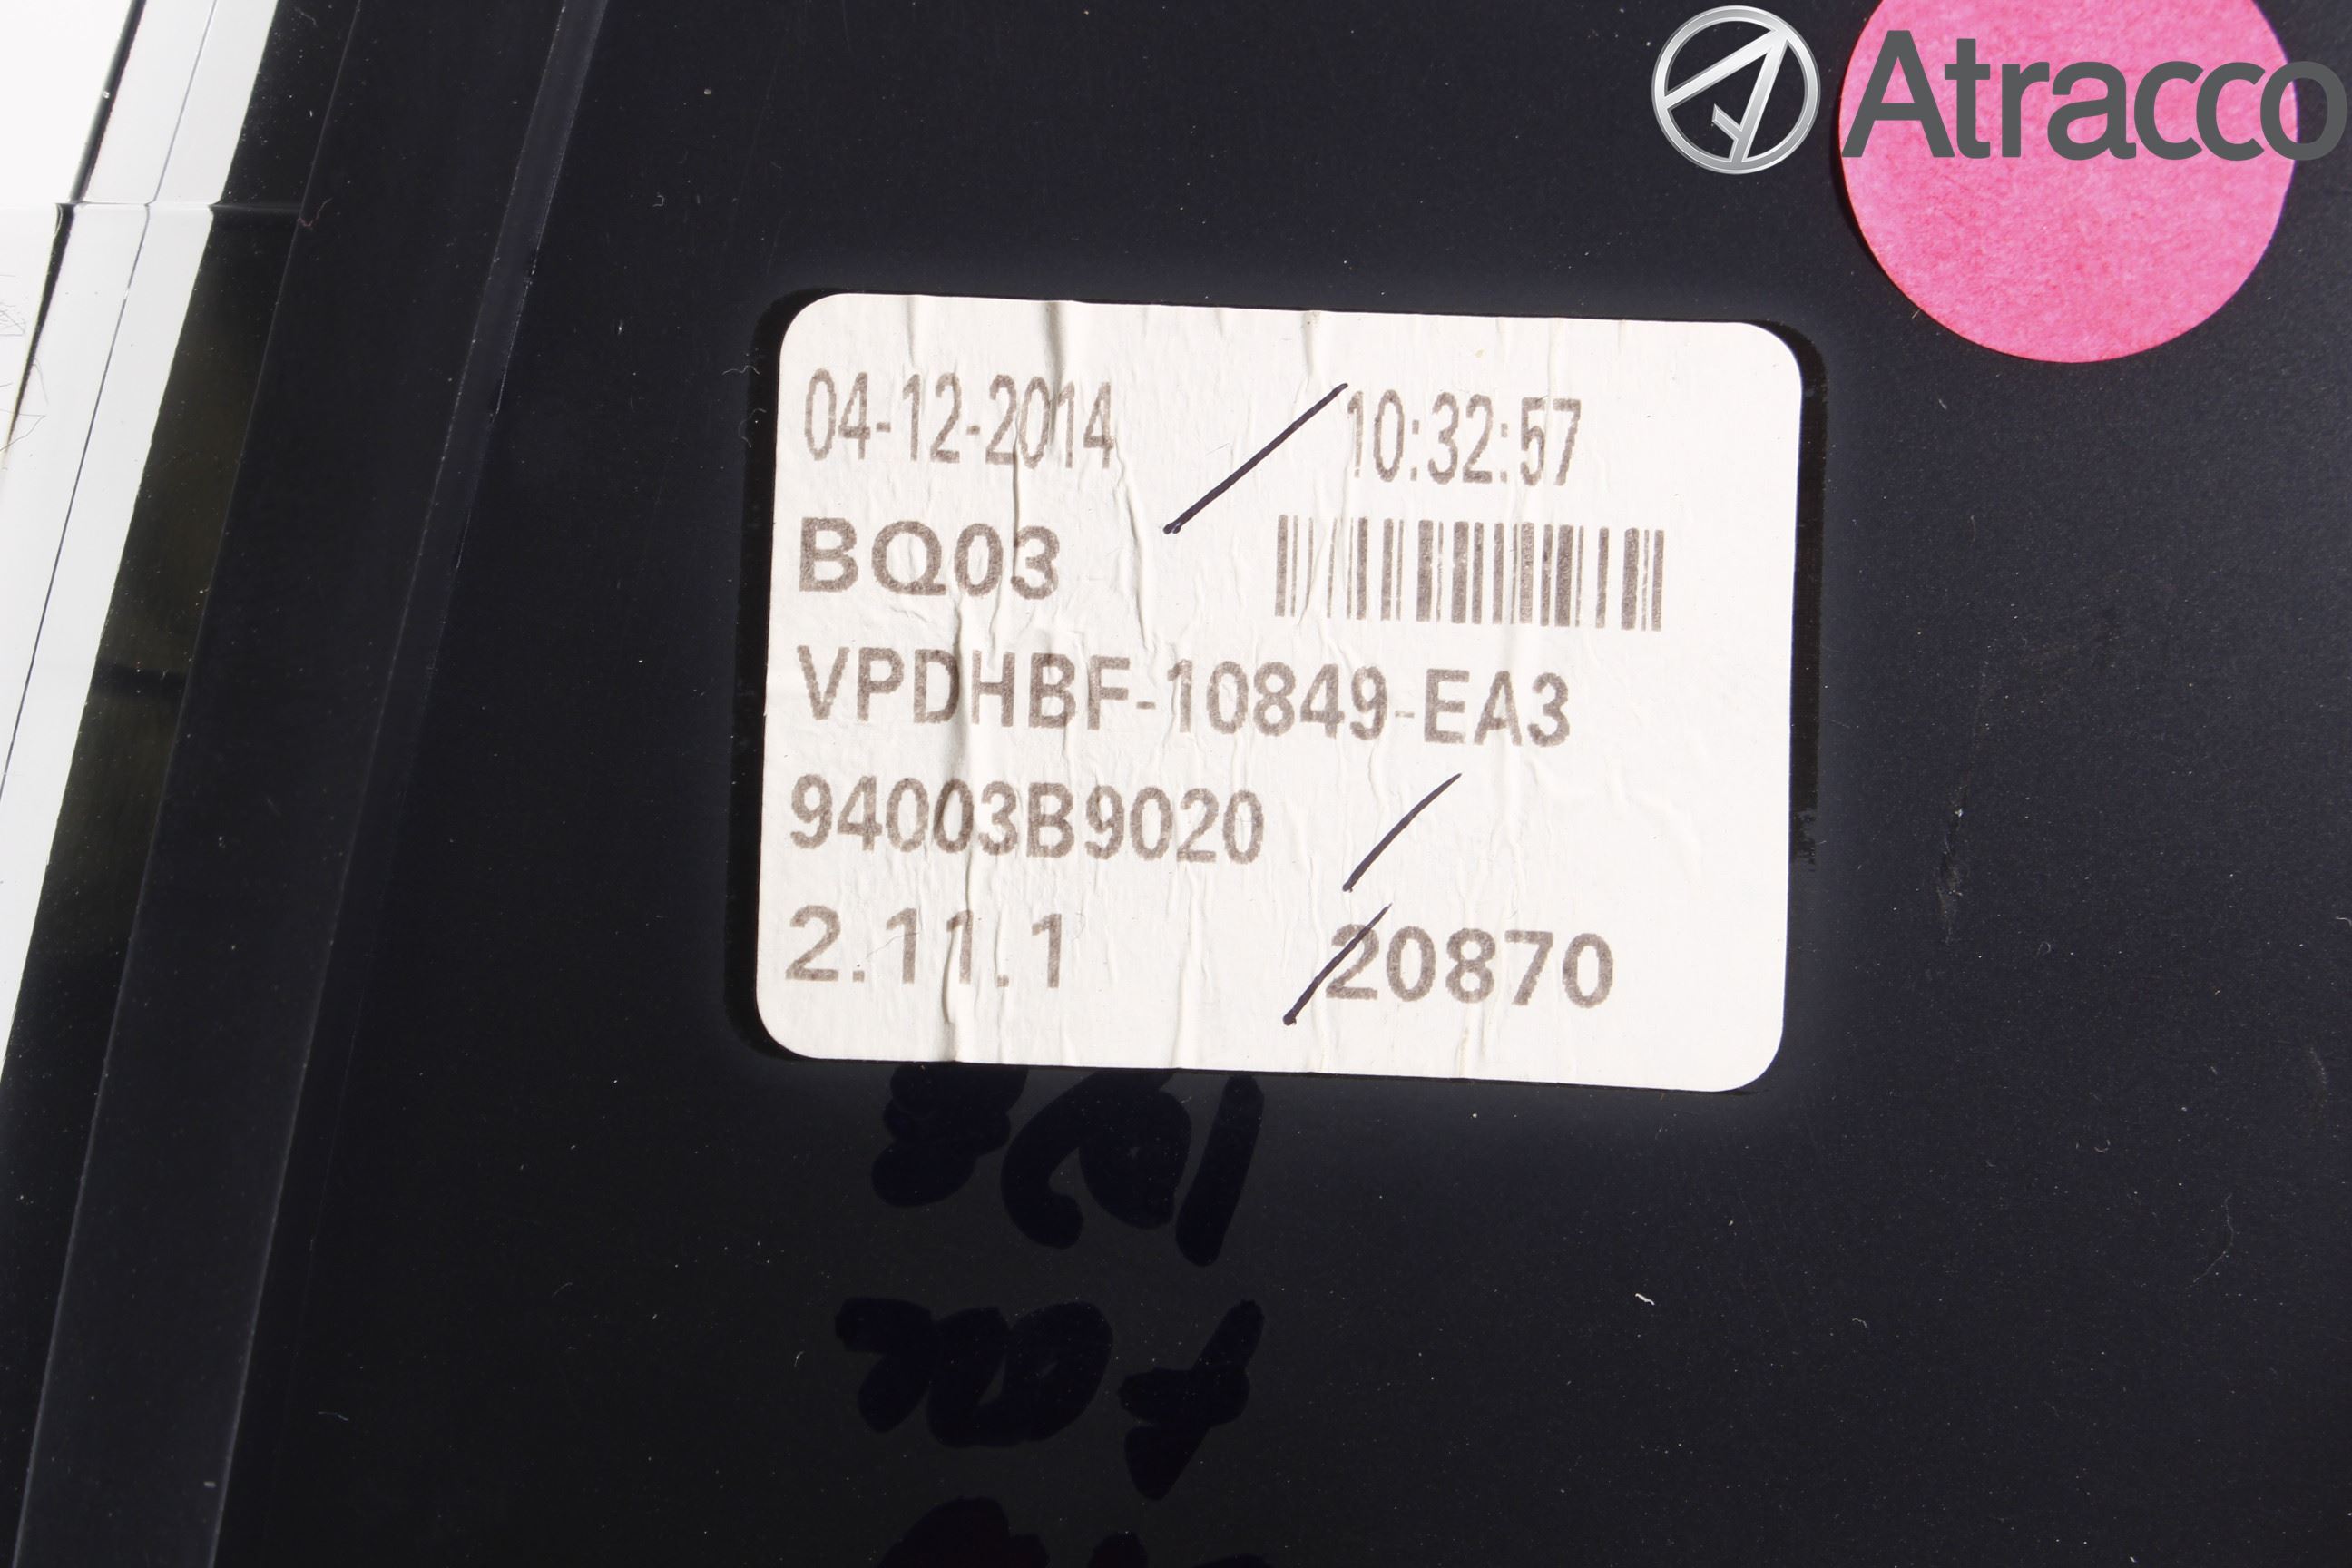 Atracco
04-12-2014 10:32:57
BQ03
VPDHBF-10849-EA3
94003B9020
2.11.1 20870